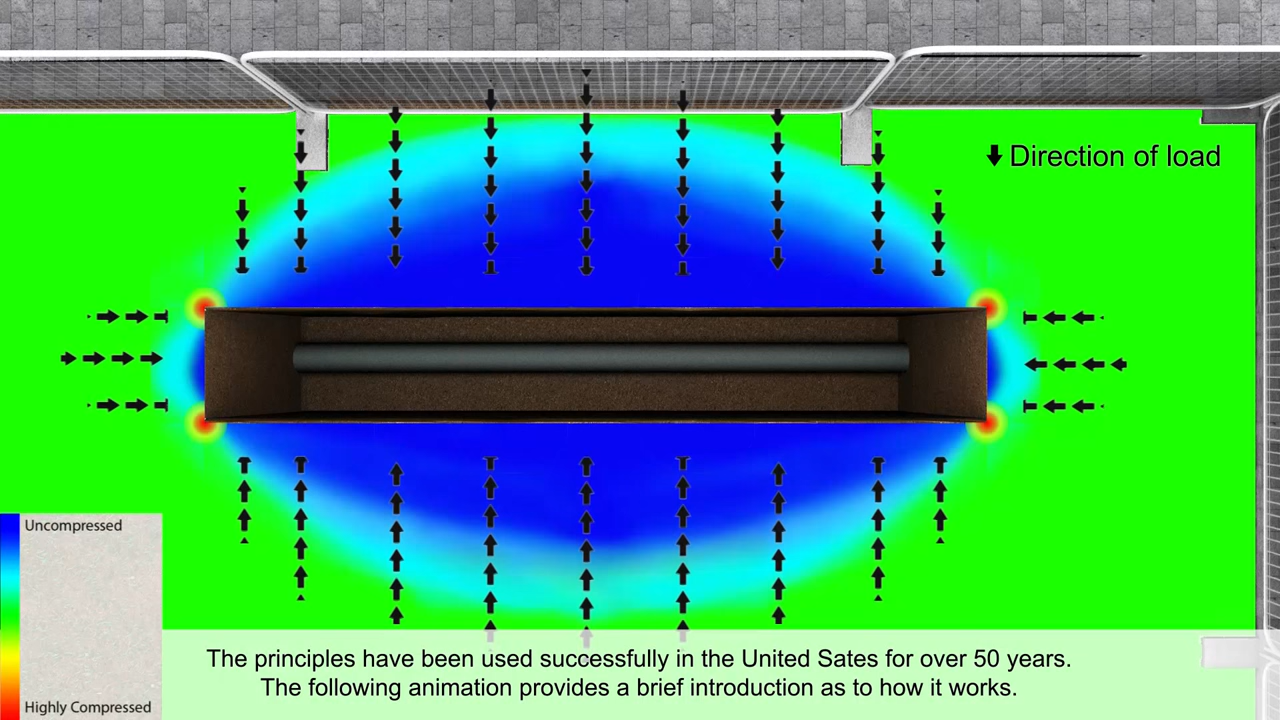 Direction of load
Uncompressed
Highly Compressed
The principles have been used successfully in the United Sates for over 50 years.
The following animation provides a brief introduction as to how it works.